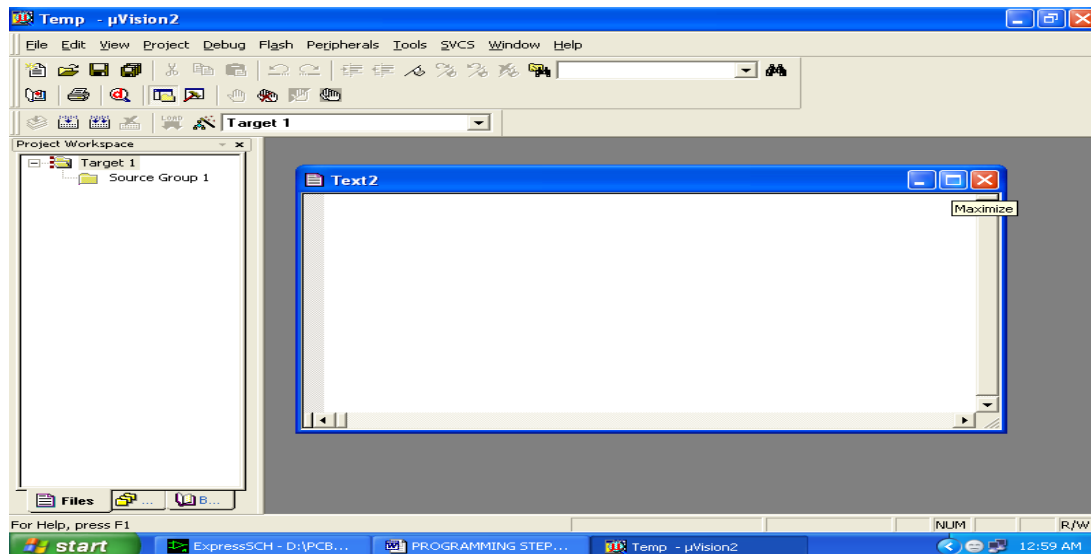 Temp - µVision2
File Edit View Project Debug Flash Peripherals Tools SVCS Window Help
LOAD
Target 1
Project Workspace
Target 1
Source Group 1
Text2
Maximize
Files ... B...
For Help, press F1
NUM R/W
start ExpressSCH - D:\PCB... PROGRAMMING STEP... Temp - µVision2 12:59 AM